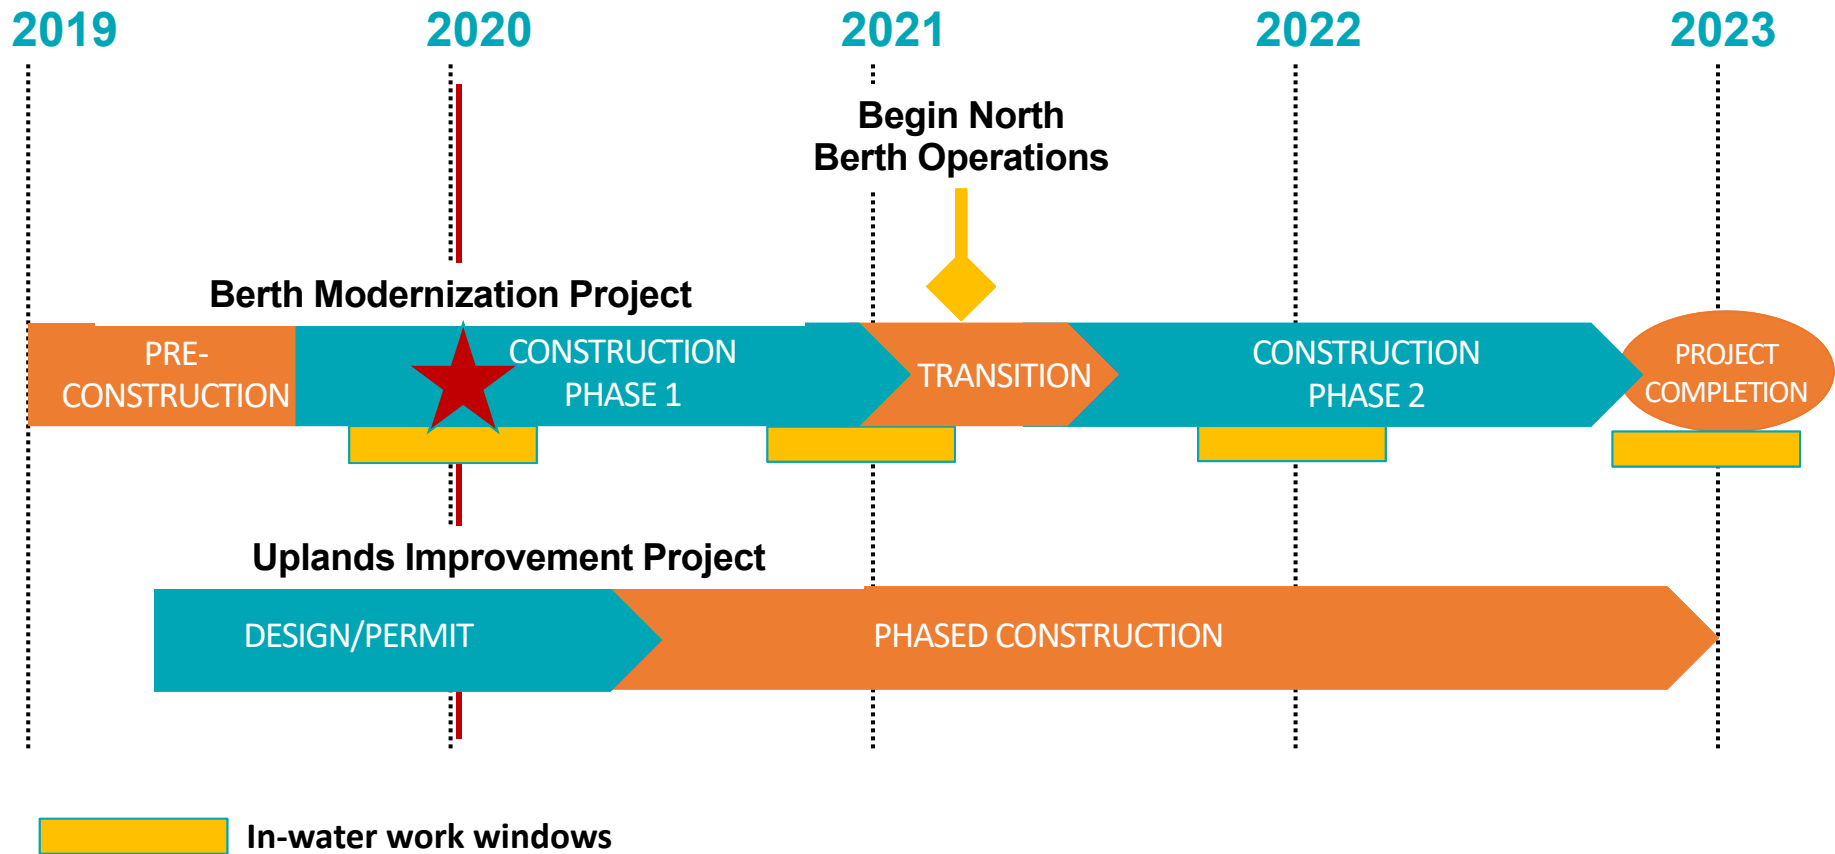 2019 2020 2021 2022 2023
Begin North
Berth Operations
Berth Modernization Project
PRE-
CONSTRUCTION
CONSTRUCTION
PHASE 1
TRANSITION
CONSTRUCTION
PHASE 2
PROJECT
COMPLETION
Uplands Improvement Project
DESIGN/PERMIT
PHASED CONSTRUCTION
In-water work windows